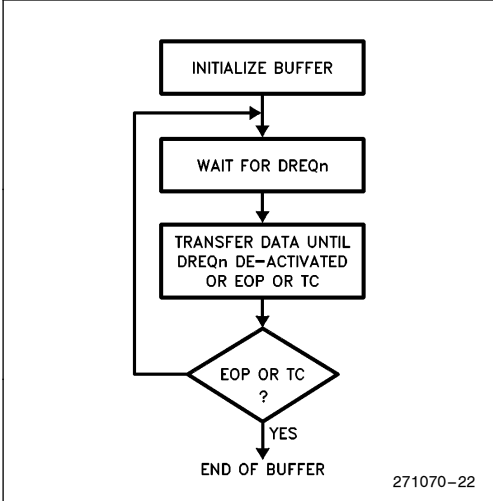 INITIALIZE BUFFER
WAIT FOR DREQn
TRANSFER DATA UNTIL
DREQn DE-ACTIVATED
OR EOP OR TC
EOP OR TC
?
YES
END OF BUFFER
271070-22